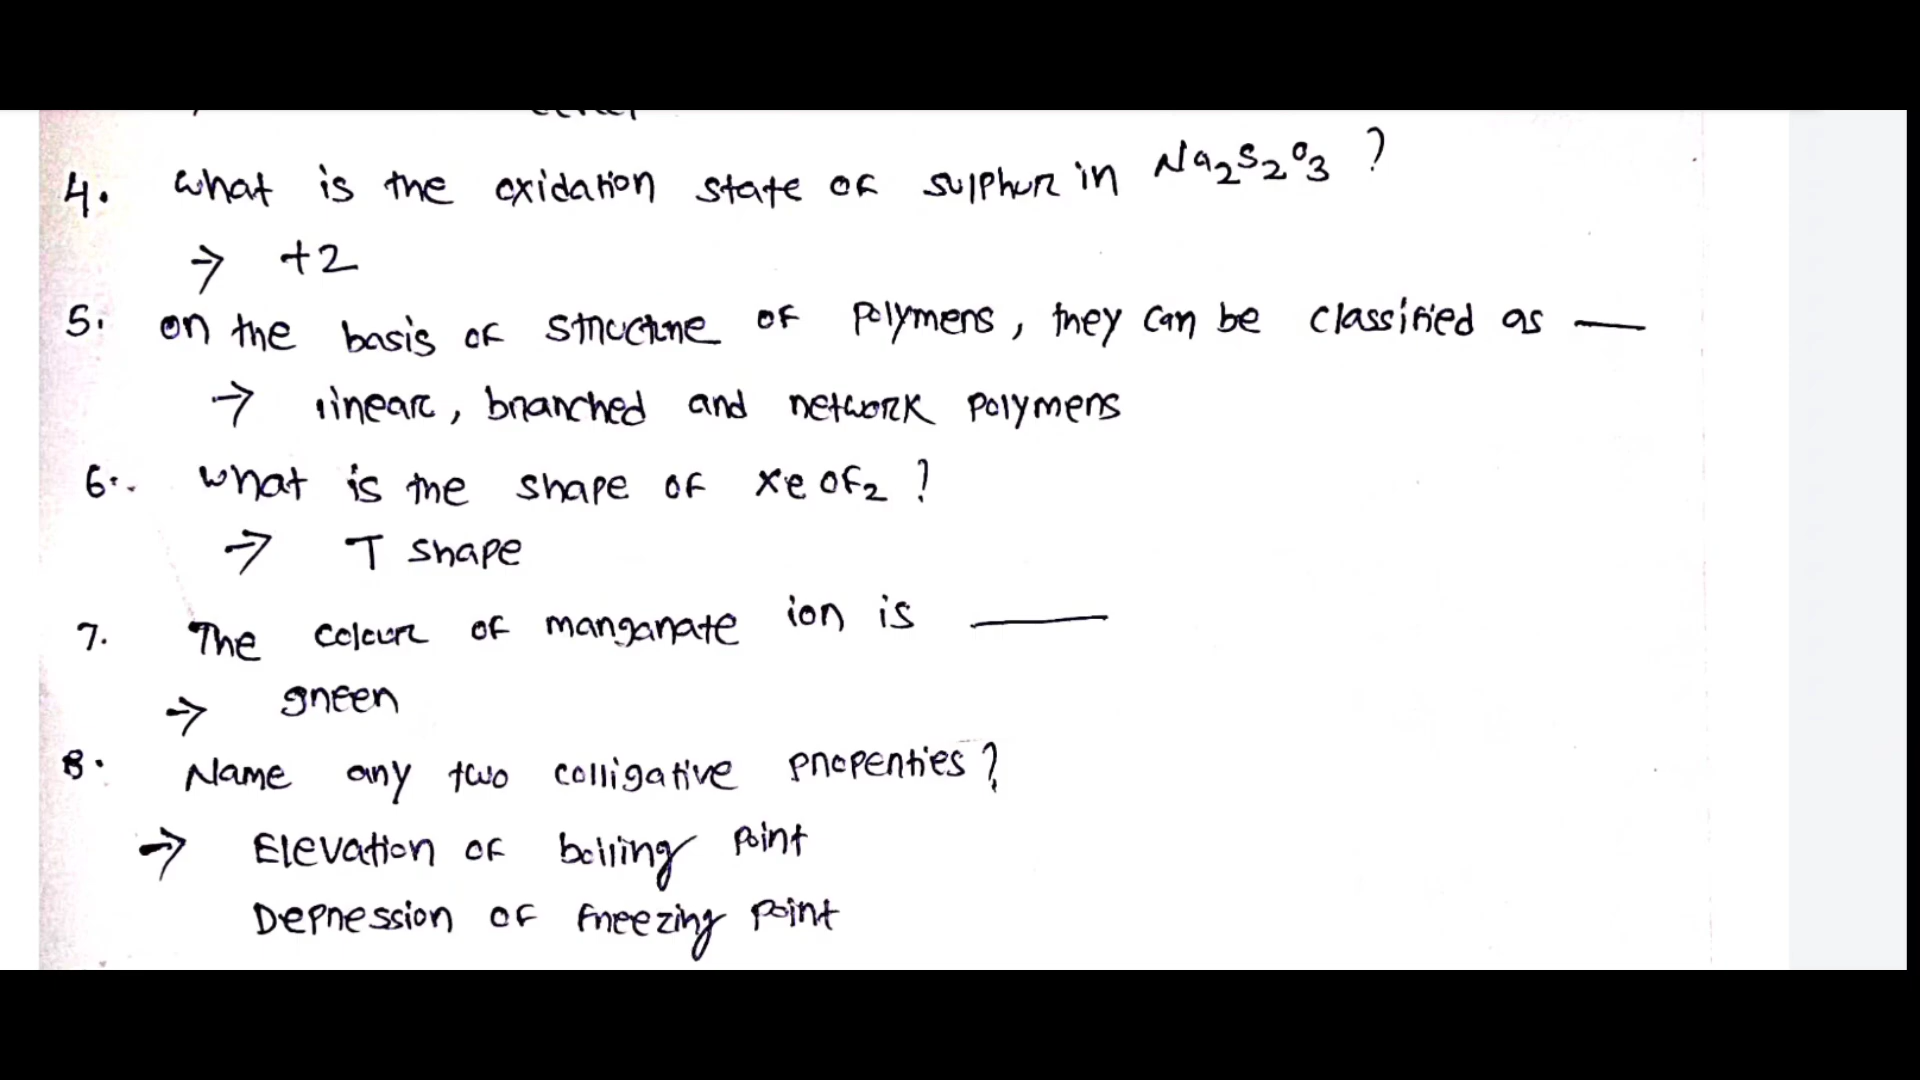 4. What is the oxidation state of sulphur in Na2S2O3 ?
→ +2
5. on the basis of structure of polymers, they can be classified as —
→ linear, branched and network polymers
6. What is the shape of XeOF2 ?
→ T shape
7. The colour of manganate ion is ——
→ green
8. Name any two colligative properties ?
→ Elevation of boiling point
Depression of freezing point